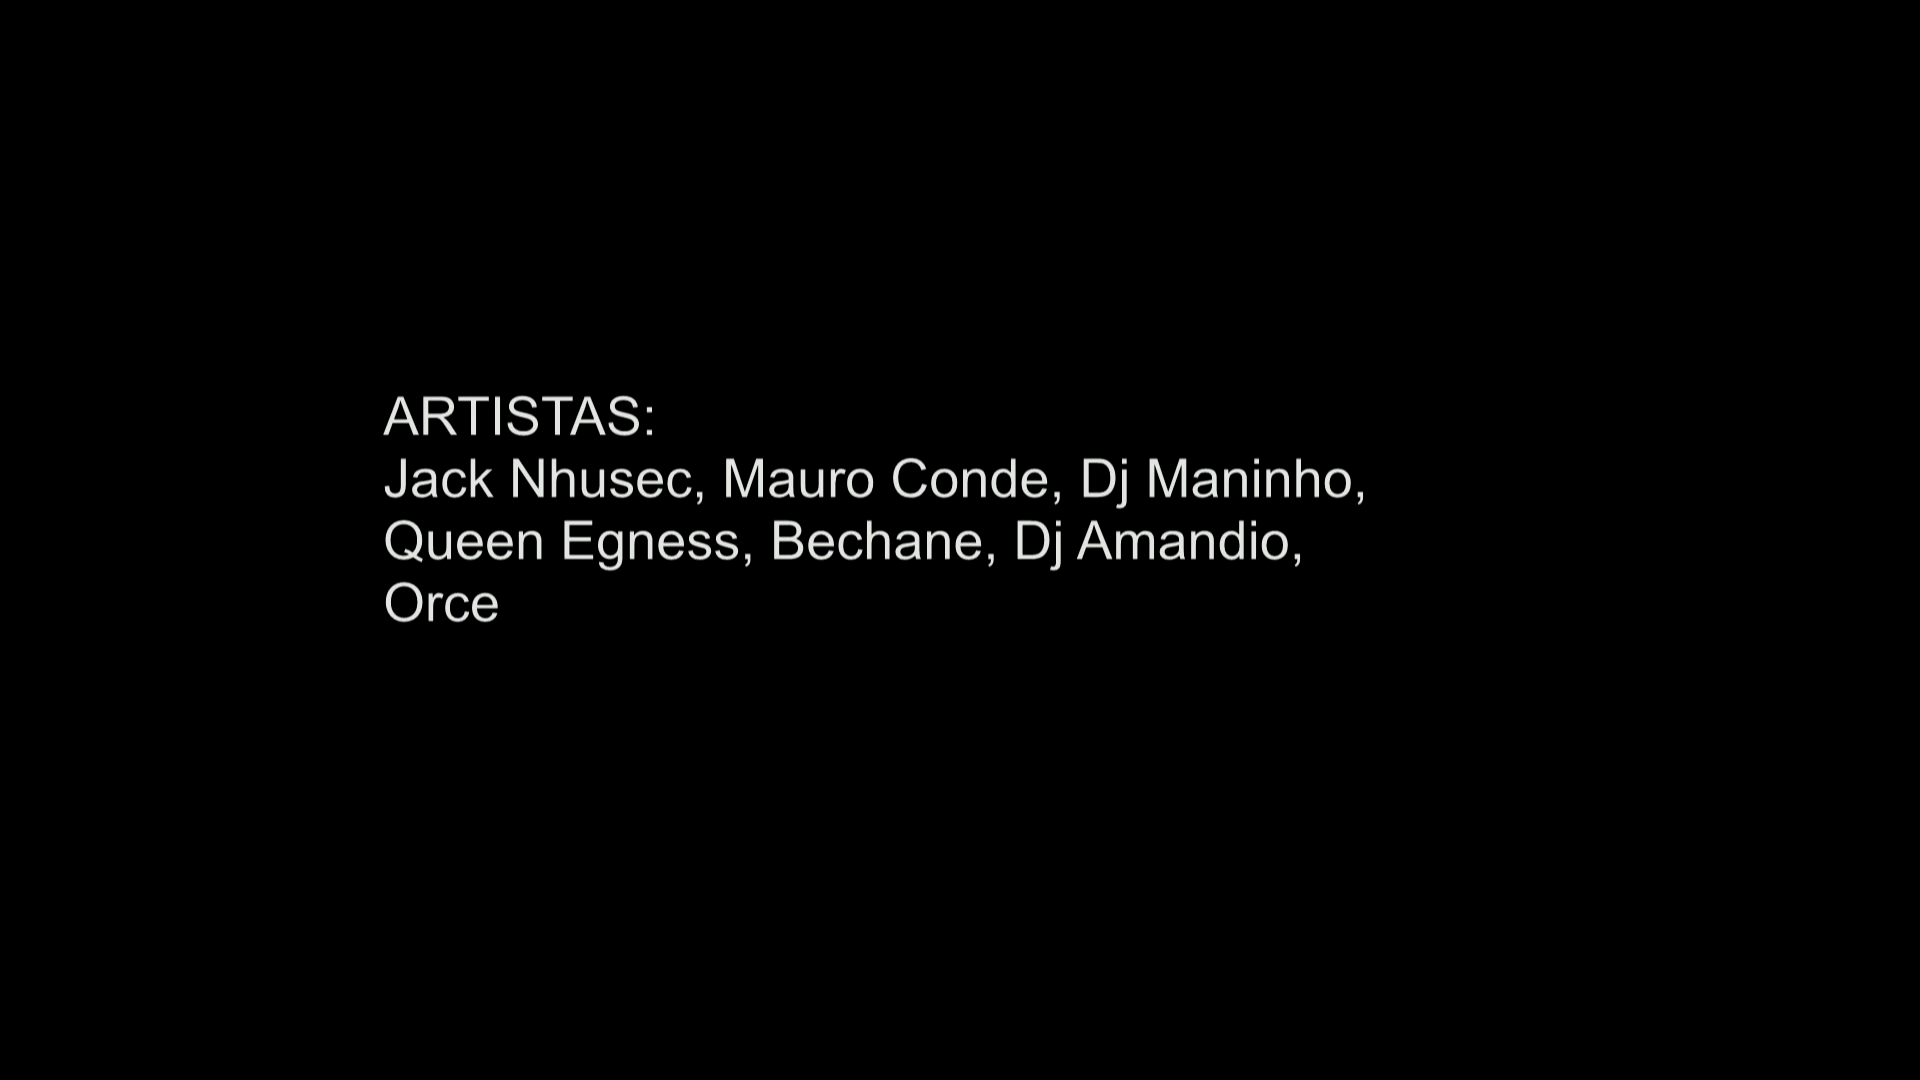 ARTISTAS:
Jack Nhusec, Mauro Conde, Dj Maninho,
Queen Egness, Bechane, Dj Amandio,
Orce